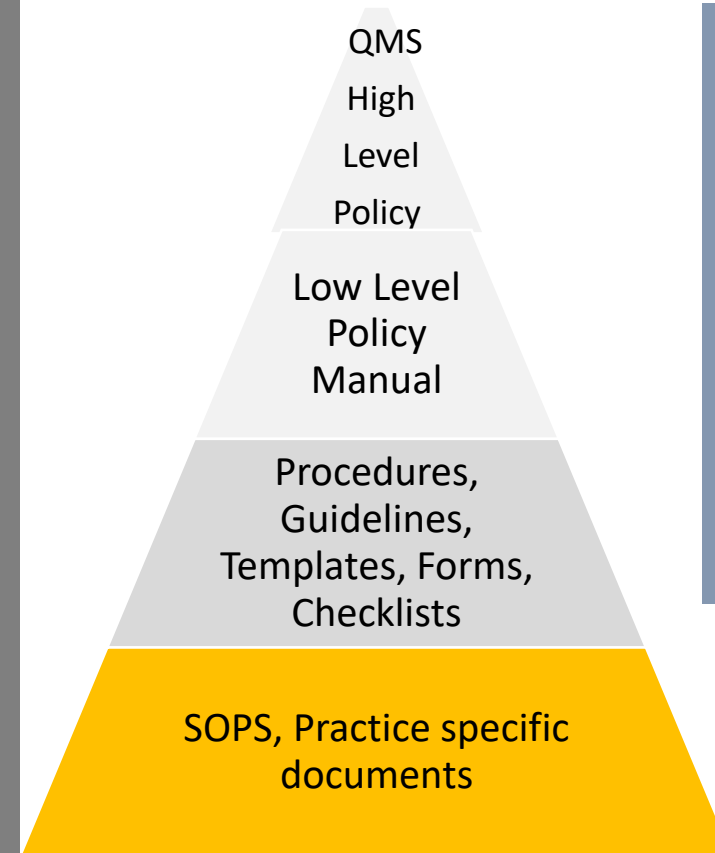 QMS
High
Level
Policy
Low Level
Policy
Manual
Procedures,
Guidelines,
Templates, Forms,
Checklists
SOPS, Practice specific
documents